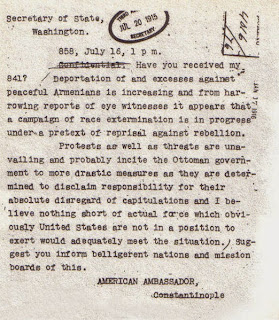 Secretary of State,
JUL 20 1915
Washington.
858, July 16, 1 p m.
Confidential. Have you received my
841? Deportation of and excesses against
peaceful Armenians is increasing and from har-
rowing reports of eye witnesses it appears that
a campaign of race extermination is in progress
under a pretext of reprisal against rebellion.
Protests as well as threats are una-
vailing and probably incite the Ottoman govern-
ment to more drastic measures as they are deter-
mined to disclaim responsibility for their
absolute disregard of capitulations and I be-
lieve nothing short of actual force which obvi-
ously United States are not in a position to
exert would adequately meet the situation. Sug-
gest you inform belligerent nations and mission
boards of this.
AMERICAN AMBASSADOR,
Constantinople